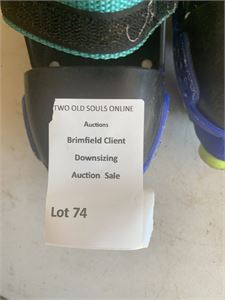 TWO OLD SOULS ONLINE
Auctions
Brimfield Client
Downsizing
Auction Sale
Lot 74